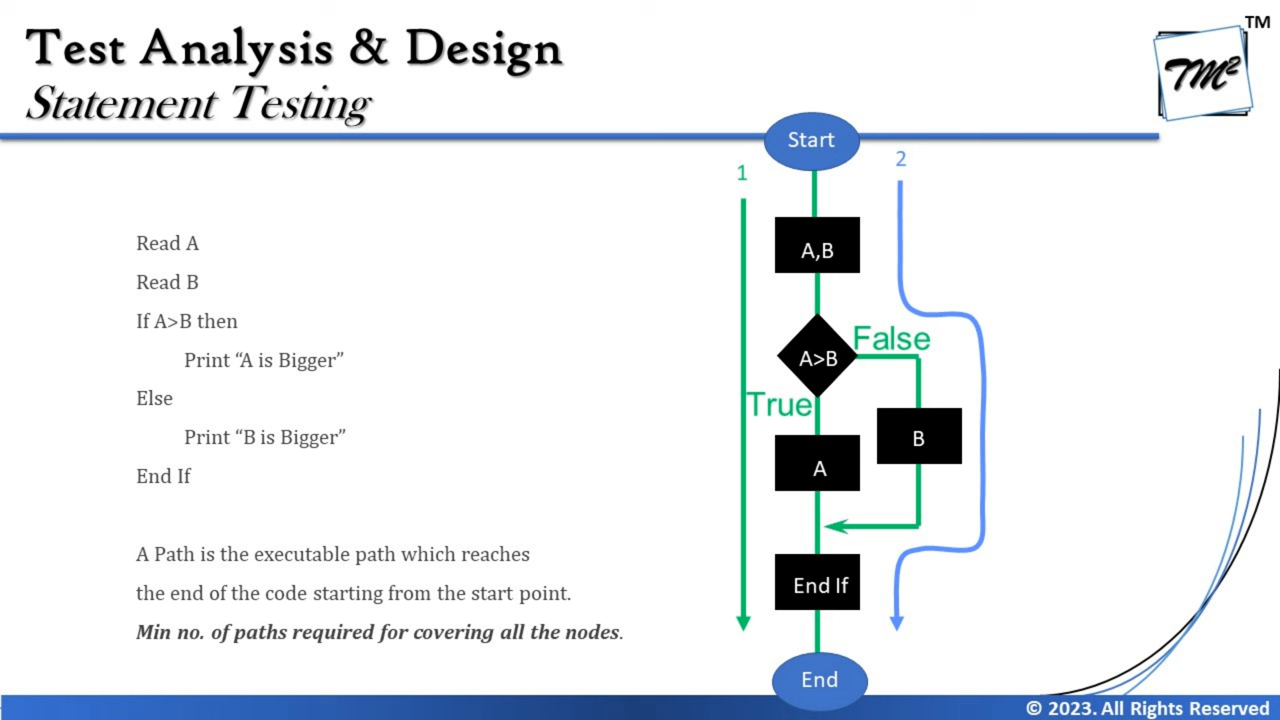 Test Analysis & Design
Statement Testing
TM
TM²
Read A
Read B
If A>B then
Print “A is Bigger”
Else
Print “B is Bigger”
End If
A Path is the executable path which reaches
the end of the code starting from the start point.
Min no. of paths required for covering all the nodes.
Start
1
2
A,B
False
A>B
True
B
A
End If
End
© 2023. All Rights Reserved